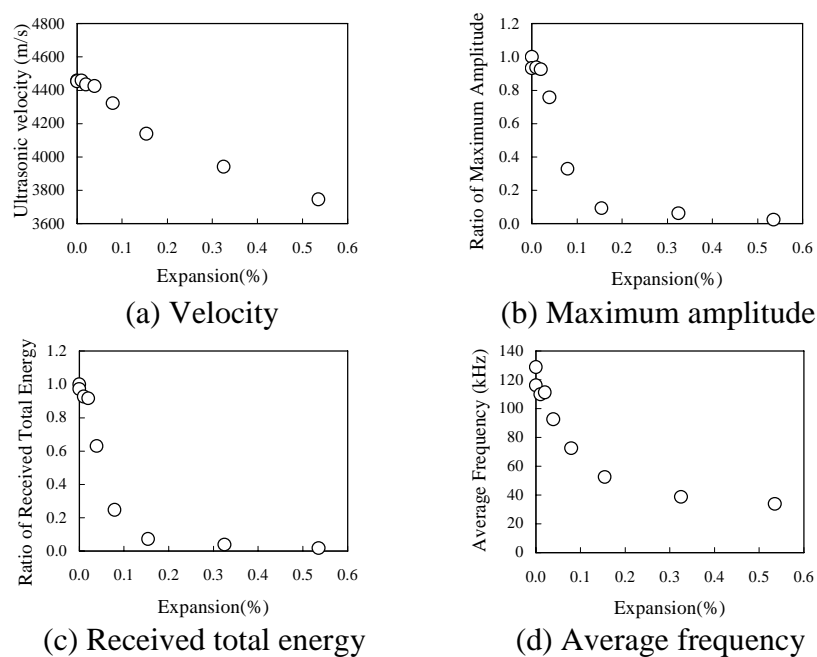 Ultrasonic velocity (m/s)
4800
4600
4400
4200
4000
3800
3600
0.0 0.1 0.2 0.3 0.4 0.5 0.6
Expansion(%)
(a) Velocity
Ratio of Maximum Amplitude
1.2
1.0
0.8
0.6
0.4
0.2
0.0
0.0 0.1 0.2 0.3 0.4 0.5 0.6
Expansion(%)
(b) Maximum amplitude
Ratio of Received Total Energy
1.2
1.0
0.8
0.6
0.4
0.2
0.0
0.0 0.1 0.2 0.3 0.4 0.5 0.6
Expansion(%)
(c) Received total energy
Average Frequency (kHz)
140
120
100
80
60
40
20
0
0.0 0.1 0.2 0.3 0.4 0.5 0.6
Expansion(%)
(d) Average frequency